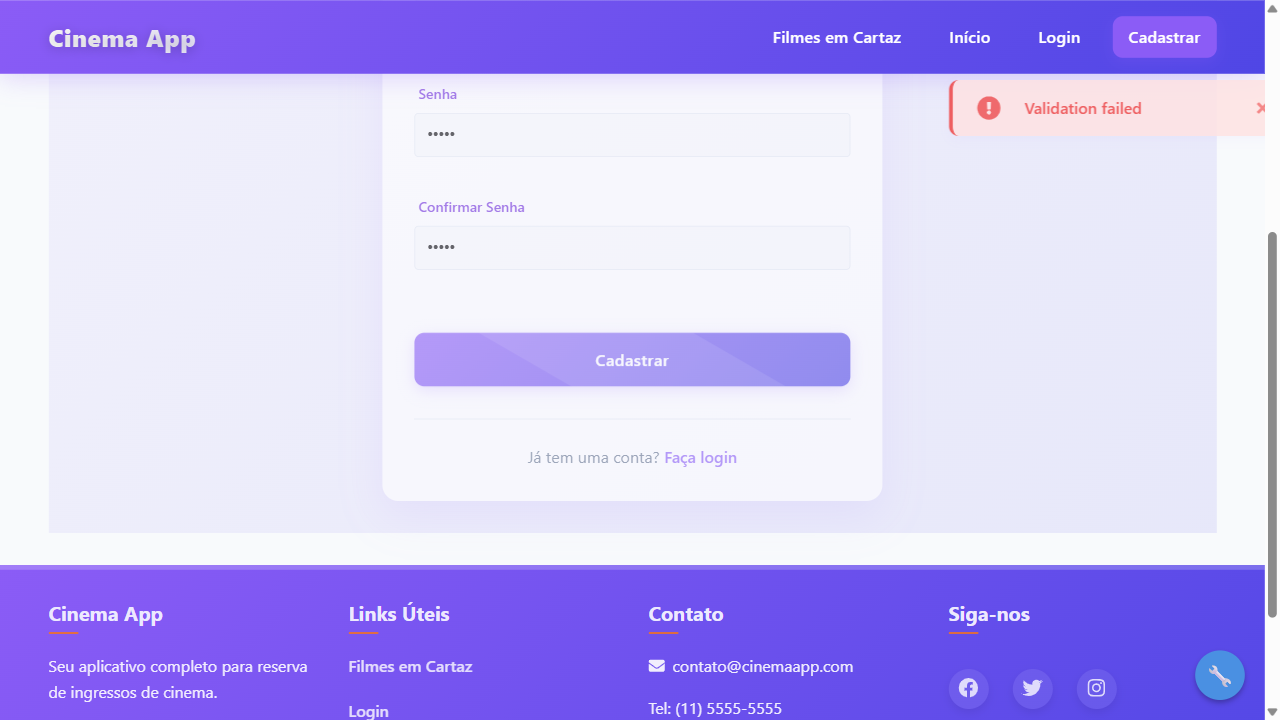 Cinema App
Filmes em Cartaz
Início
Login
Cadastrar
Validation failed
Senha
•••••
Confirmar Senha
•••••
Cadastrar
Já tem uma conta? Faça login
Cinema App
Seu aplicativo completo para reserva
de ingressos de cinema.
Links Úteis
Filmes em Cartaz
Login
Contato
contato@cinemaapp.com
Tel: (11) 5555-5555
Siga-nos